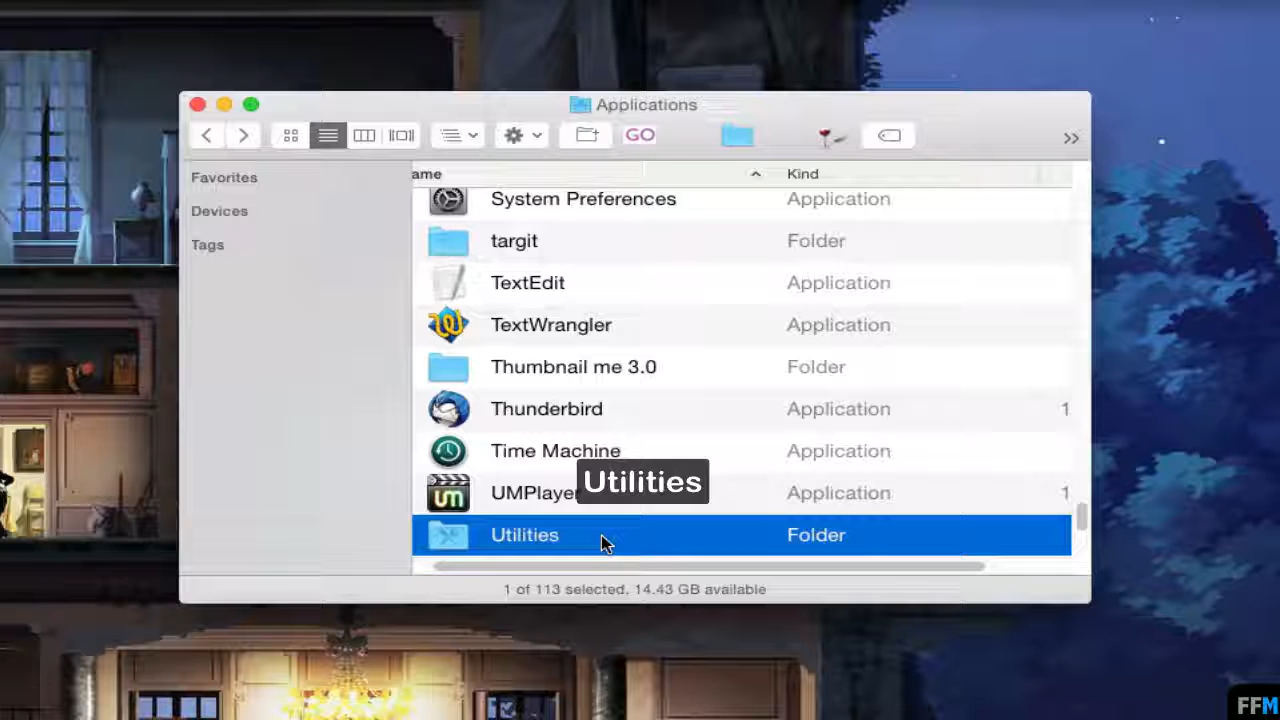 Applications
GO
Favorites
Devices
Tags
ame Kind
System Preferences Application
targit Folder
TextEdit Application
TextWrangler Application
Thumbnail me 3.0 Folder
Thunderbird Application 1
Time Machine Application
UMPlayer Application 1
Utilities
Utilities Folder
1 of 113 selected, 14.43 GB available
FFM